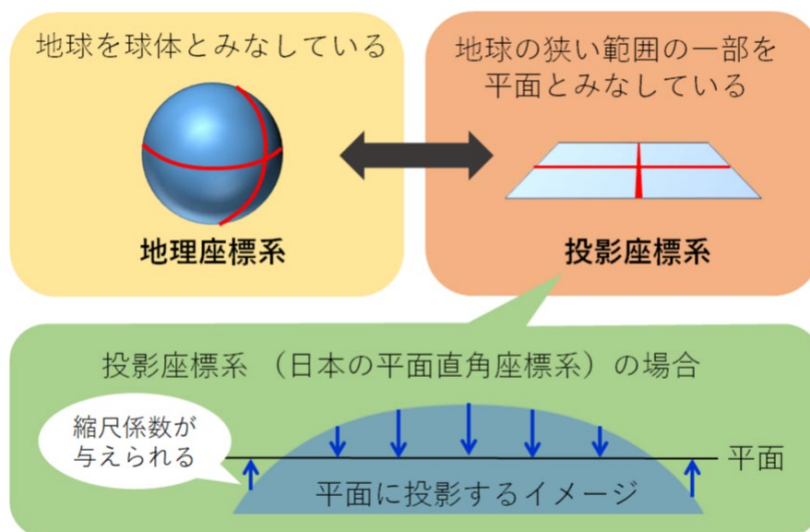 地球を球体とみなしている
地理座標系
地球の狭い範囲の一部を
平面とみなしている
投影座標系
投影座標系 （日本の平面直角座標系）の場合
縮尺係数が
与えられる
平面
平面に投影するイメージ